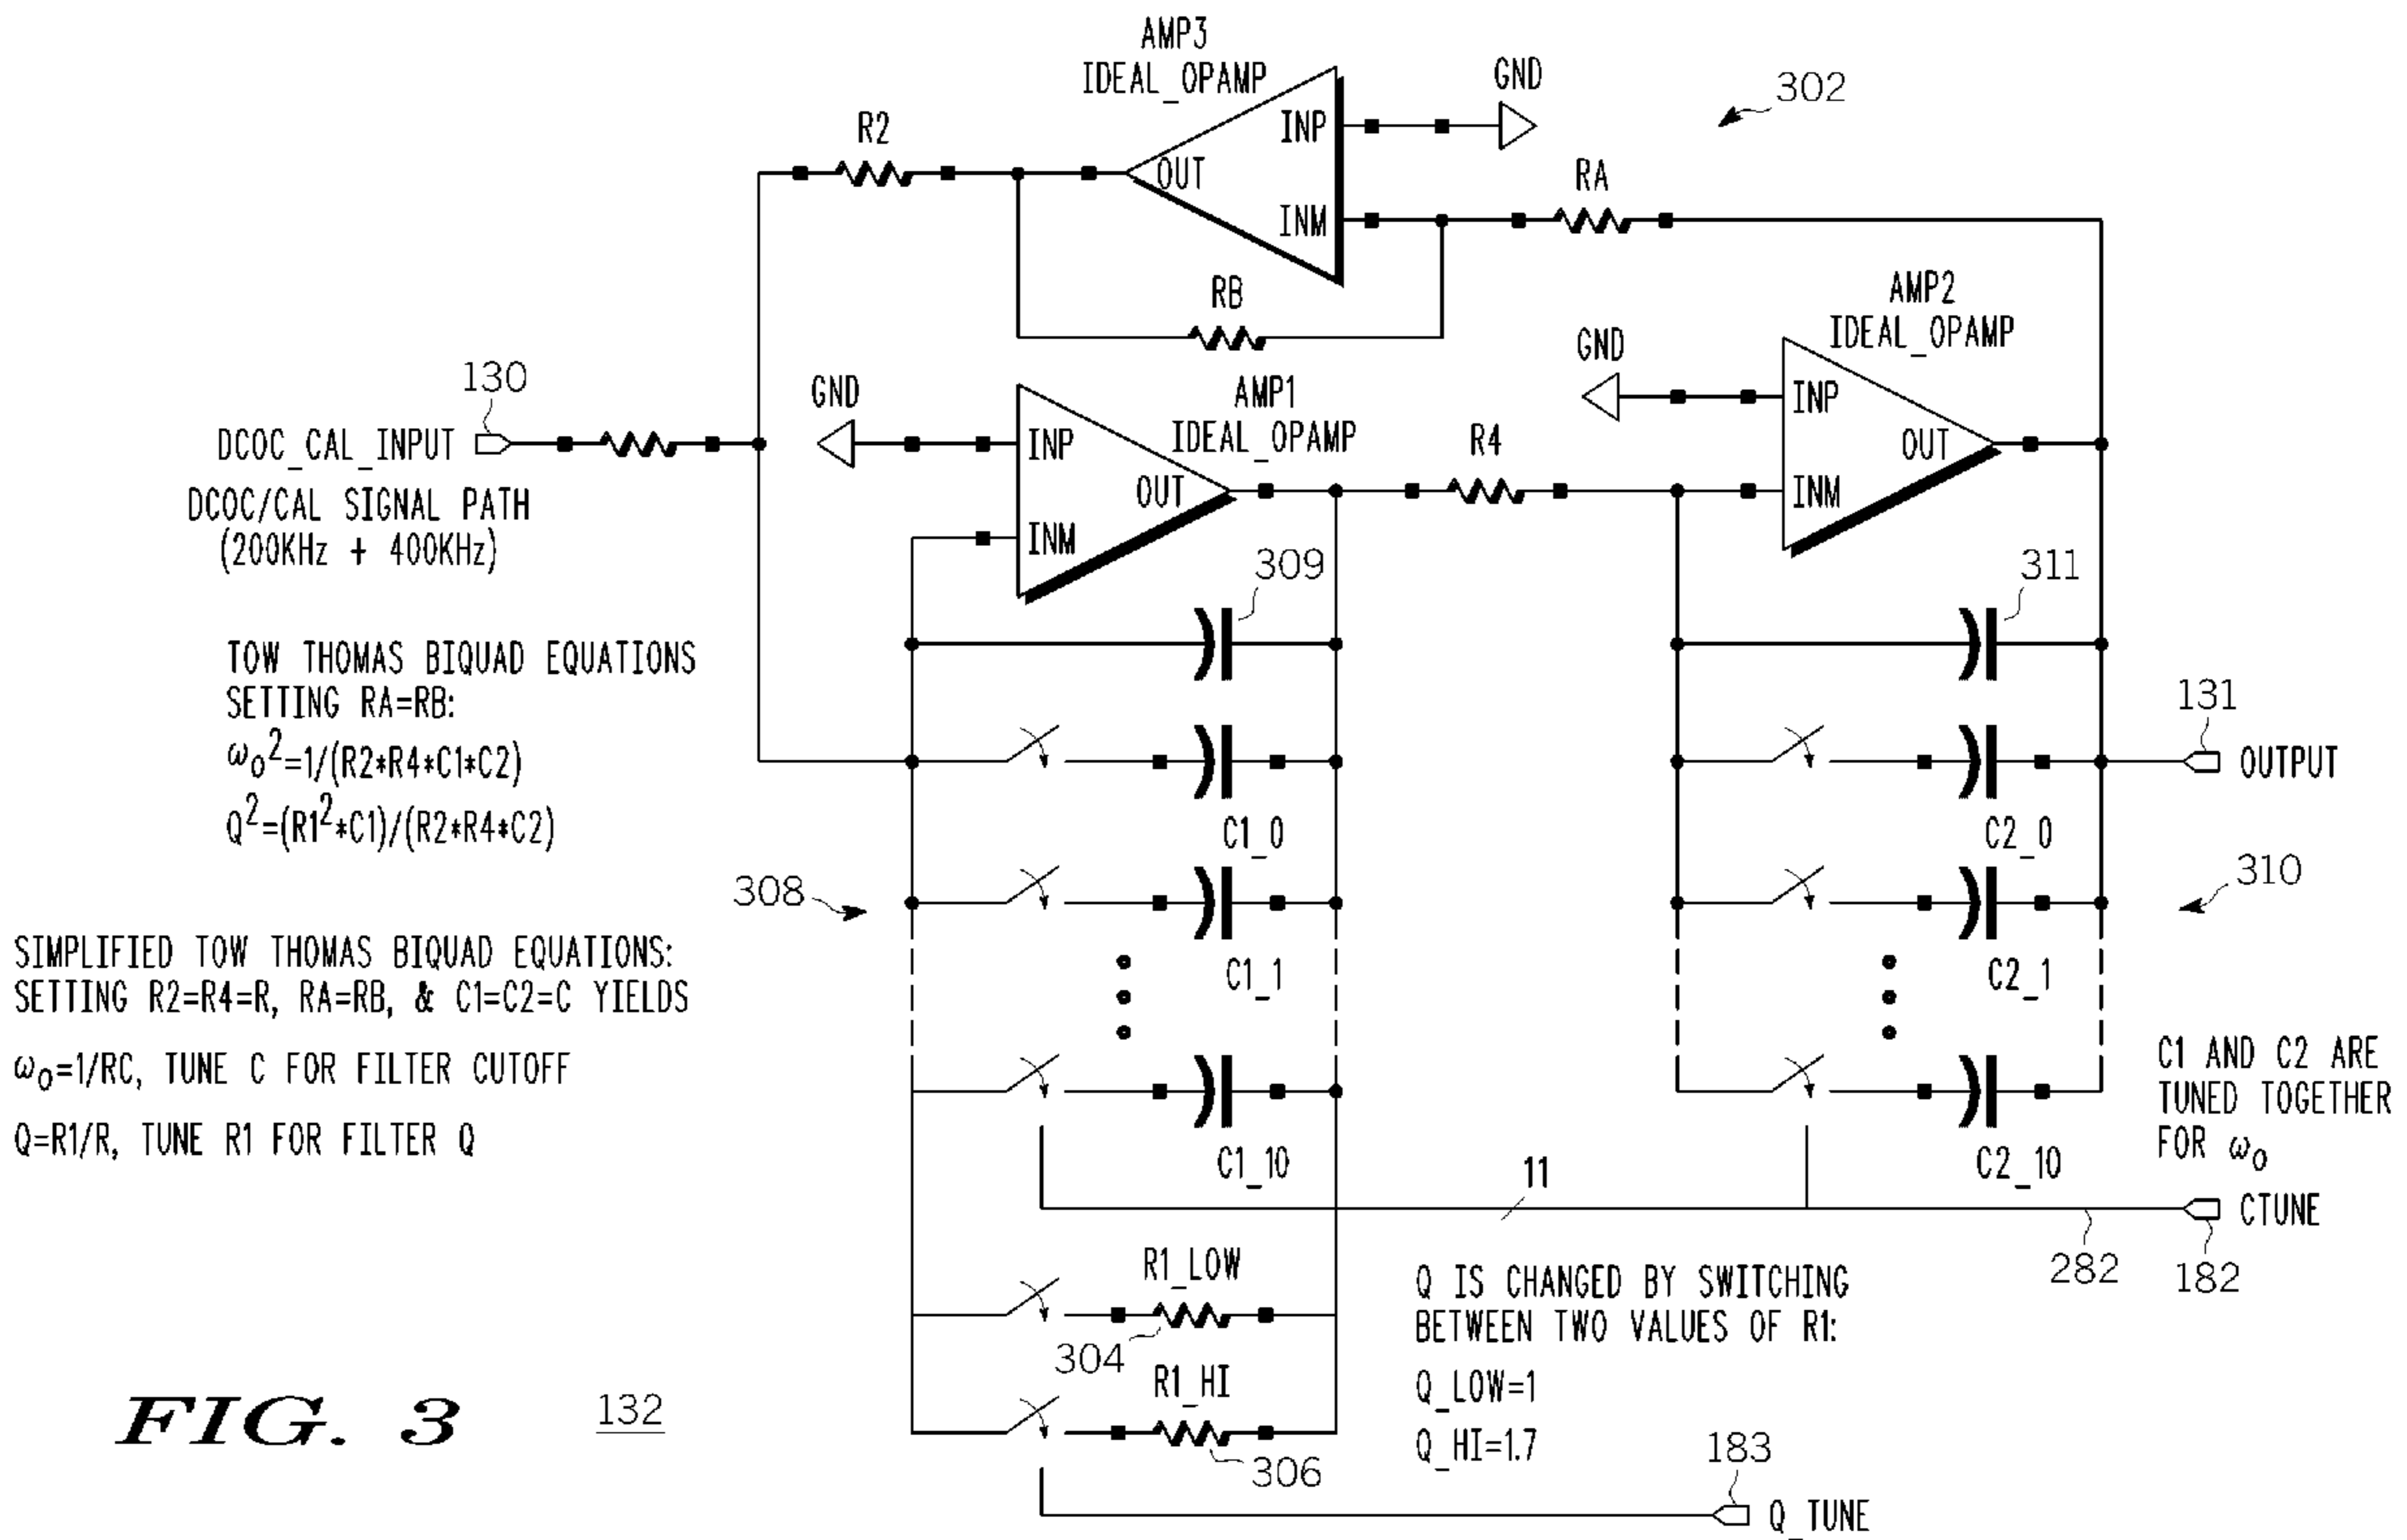 AMP3
IDEAL_OPAMP
GND
302
R2
INP
OUT
INM
RA
RB
AMP2
IDEAL_OPAMP
GND
INP
OUT
INM
130
DCOC_CAL_INPUT
DCOC/CAL SIGNAL PATH
(200KHz + 400KHz)
GND
AMP1
IDEAL_OPAMP
INP
OUT
INM
R4
309
311
TOW THOMAS BIQUAD EQUATIONS
SETTING RA=RB:
ω₀²=1/(R2*R4*C1*C2)
Q²=(R1²*C1)/(R2*R4*C2)
131
OUTPUT
C1_0
C2_0
308
310
C1_1
C2_1
SIMPLIFIED TOW THOMAS BIQUAD EQUATIONS:
SETTING R2=R4=R, RA=RB, & C1=C2=C YIELDS
ω₀=1/RC, TUNE C FOR FILTER CUTOFF
Q=R1/R, TUNE R1 FOR FILTER Q
C1_10
C2_10
C1 AND C2 ARE
TUNED TOGETHER
FOR ω₀
11
CTUNE
282
182
R1_LOW
304
R1_HI
306
Q IS CHANGED BY SWITCHING
BETWEEN TWO VALUES OF R1:
Q_LOW=1
Q_HI=1.7
183
Q_TUNE
FIG. 3
132